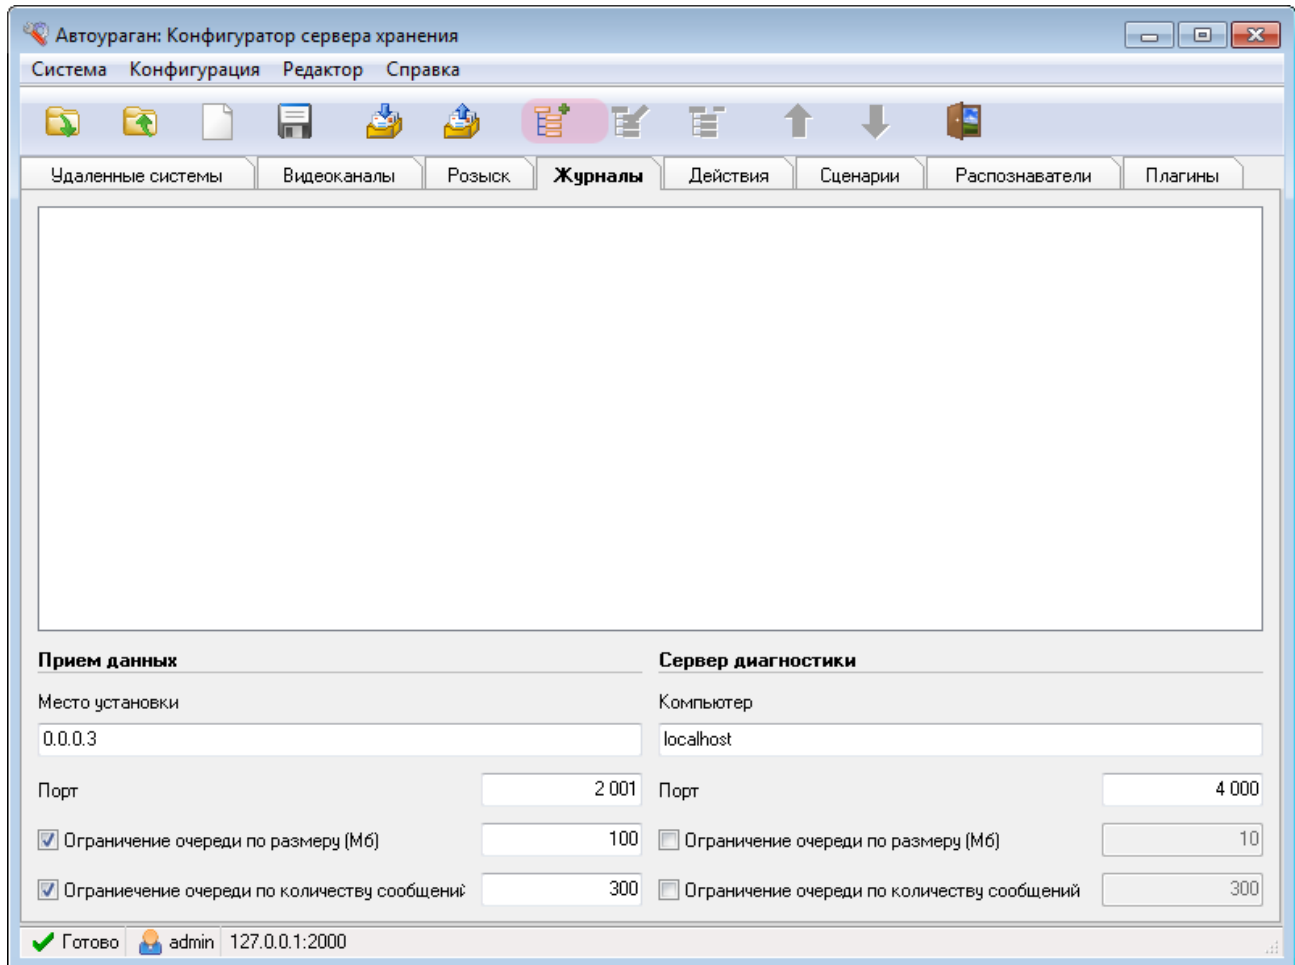 Автоураган: Конфигуратор сервера хранения
Система Конфигурация Редактор Справка
Удаленные системы Видеоканалы Розыск Журналы Действия Сценарии Распознаватели Плагины
Прием данных Сервер диагностики
Место установки Компьютер
0.0.0.3 localhost
Порт 2 001 Порт 4 000
Ограничение очереди по размеру (Мб) 100 Ограничение очереди по размеру (Мб) 10
Ограниечение очереди по количеству сообщений 300 Ограничение очереди по количеству сообщений 300
Готово admin 127.0.0.1:2000